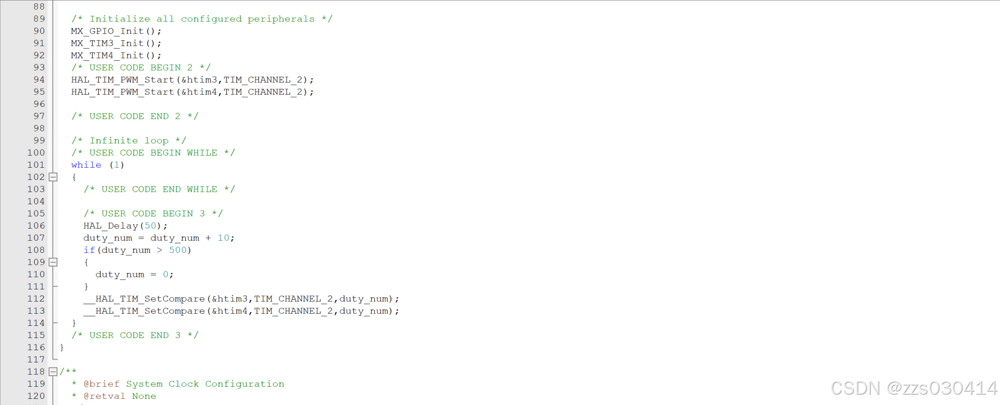 88
89 /* Initialize all configured peripherals */
90 MX_GPIO_Init();
91 MX_TIM3_Init();
92 MX_TIM4_Init();
93 /* USER CODE BEGIN 2 */
94 HAL_TIM_PWM_Start(&htim3,TIM_CHANNEL_2);
95 HAL_TIM_PWM_Start(&htim4,TIM_CHANNEL_2);
96
97 /* USER CODE END 2 */
98
99 /* Infinite loop */
100 /* USER CODE BEGIN WHILE */
101 while (1)
102 {
103 /* USER CODE END WHILE */
104
105 /* USER CODE BEGIN 3 */
106 HAL_Delay(50);
107 duty_num = duty_num + 10;
108 if(duty_num > 500)
109 {
110 duty_num = 0;
111 }
112 __HAL_TIM_SetCompare(&htim3,TIM_CHANNEL_2,duty_num);
113 __HAL_TIM_SetCompare(&htim4,TIM_CHANNEL_2,duty_num);
114 }
115 /* USER CODE END 3 */
116 }
117
118 /**
119 * @brief System Clock Configuration
120 * @retval None
CSDN @zzs030414